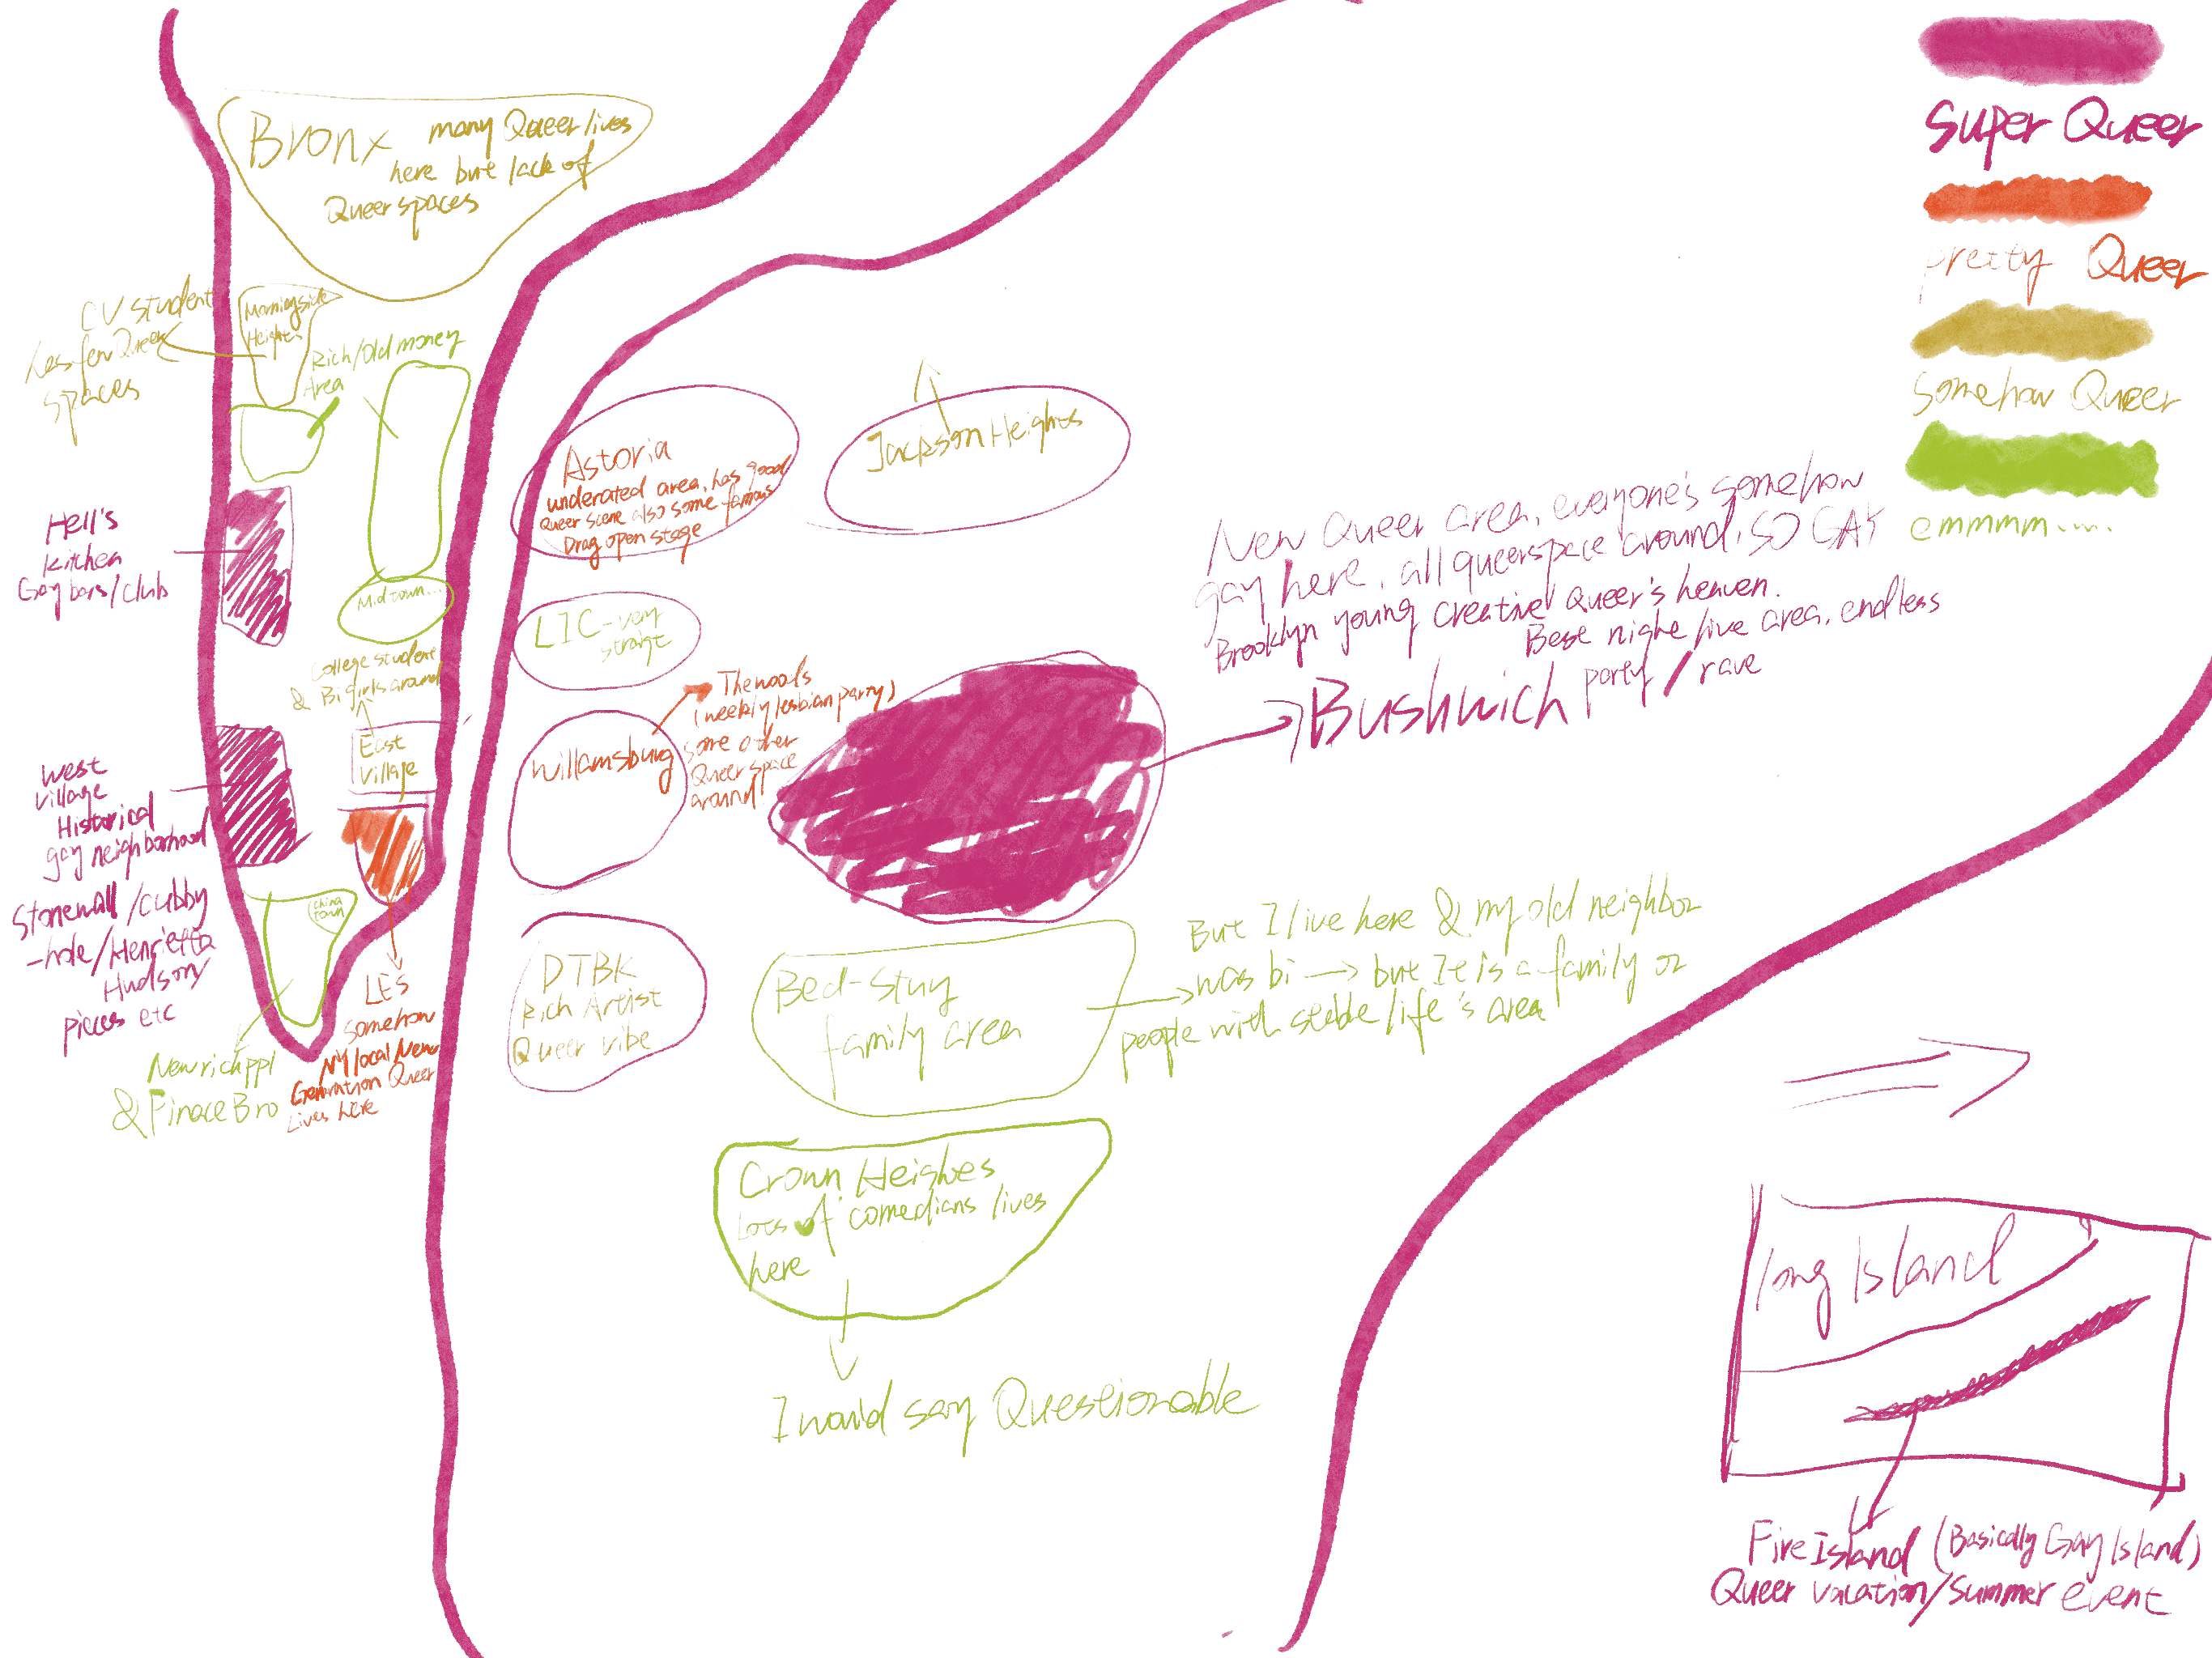 Super Queer
pretty Queer
Somehow Queer
emmmm.....
Bronx many Queer lives
here but lack of
Queer spaces
CV student
Less few Queer
spaces
Morningside
Heights
Rich/Old money
Area
Hell's
Kitchen
Gay bars/club
Midtown...
College student
& Bi girls around
East
Village
West
Village
Historical
gay neighborhood
Stonewall/cubby
-hole/Henrietta
Hudson/
pieces etc
China
town
New rich ppl
& Finace Bro
LES
Somehow
NY local New
Generation Queer
Lives here
Astoria
underated area, has good
Queer scene also some famous
Drag open stage
Jackson Heights
LIC-very
straigt
Willamsburg
The woods
(weekly lesbian party)
some other
Queer space
around
New Queer area, everyone's somehow
gay here, all queerspace around, SO GAY
Brooklyn young creative queer's heaven.
Best night live area, endless
party/rave
Bushwich
DTBK
Rich Artist
Queer vibe
Bed-stuy
family area
But I live here & my old neighbor
was bi → but It is a family or
people with stable life's area
Crown Heights
Lots of comedians lives
here
I would say Questionable
long Island
Fire Island (Basically Gay Island)
Queer vacation/summer event